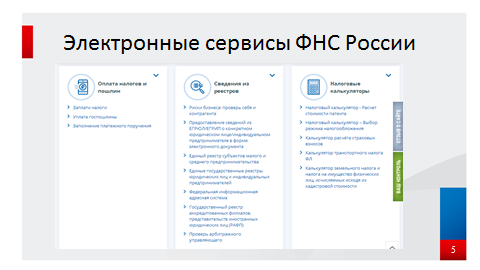 Электронные сервисы ФНС России
Оплата налогов и
пошлин
Заплати налоги
Уплата госпошлины
Заполнение платежного поручения
Сведения из
реестров
Риски бизнеса: проверь себя и
контрагента
Предоставление сведений из
ЕГРЮЛ/ЕГРИП о конкретном
юридическом лице/индивидуальном
предпринимателе в форме
электронного документа
Единый реестр субъектов малого и
среднего предпринимательства
Единые государственные реестры
юридических лиц и индивидуальных
предпринимателей
Федеральная информационная
адресная система
Государственный реестр
аккредитованных филиалов,
представительств иностранных
юридических лиц (РАФП)
Проверь арбитражного
управляющего
Налоговые
калькуляторы
Налоговый калькулятор - Расчет
стоимости патента
Налоговый калькулятор – Выбор
режима налогообложения
Калькулятор расчёта страховых
взносов
Калькулятор транспортного налога
ФЛ
Калькулятор земельного налога и
налога на имущество физических
лиц, исчисляемых исходя из
кадастровой стоимости
ОТЗЫВ О САЙТЕ
ВАШ КОНТРОЛЬ
5